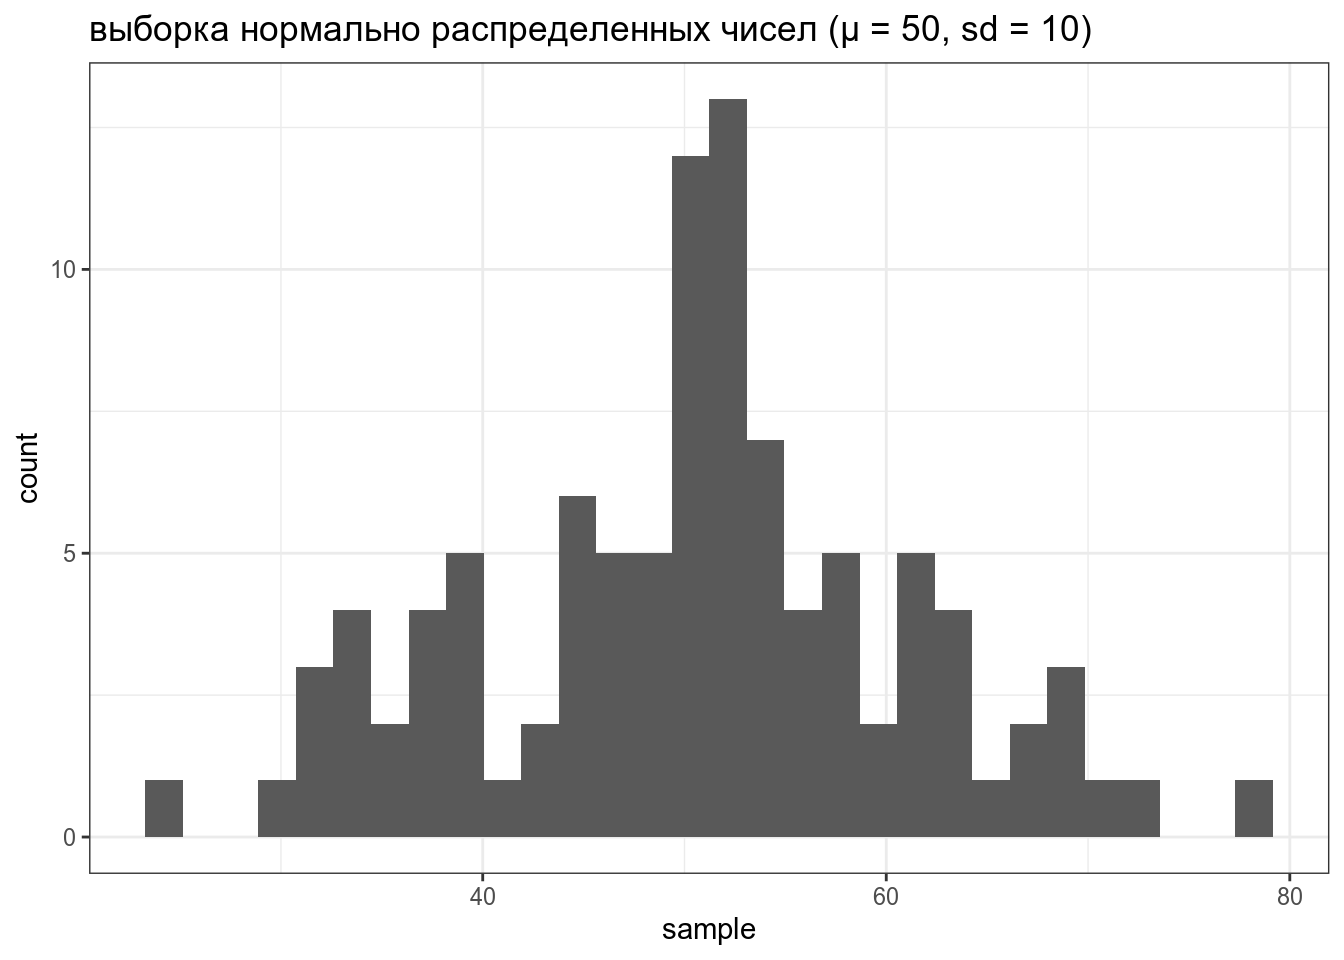 выборка нормально распределенных чисел (μ = 50, sd = 10)
10
5
0
count
40
60
80
sample